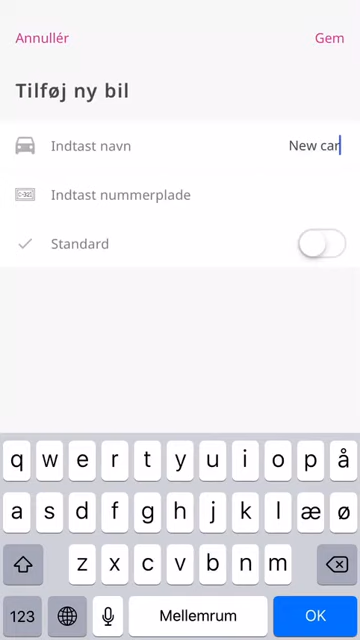 Annullér
Gem
Tilføj ny bil
Indtast navn
New car
Indtast nummerplade
Standard
q w e r t y u i o p å
a s d f g h j k l æ ø
z x c v b n m
123
Mellemrum
OK